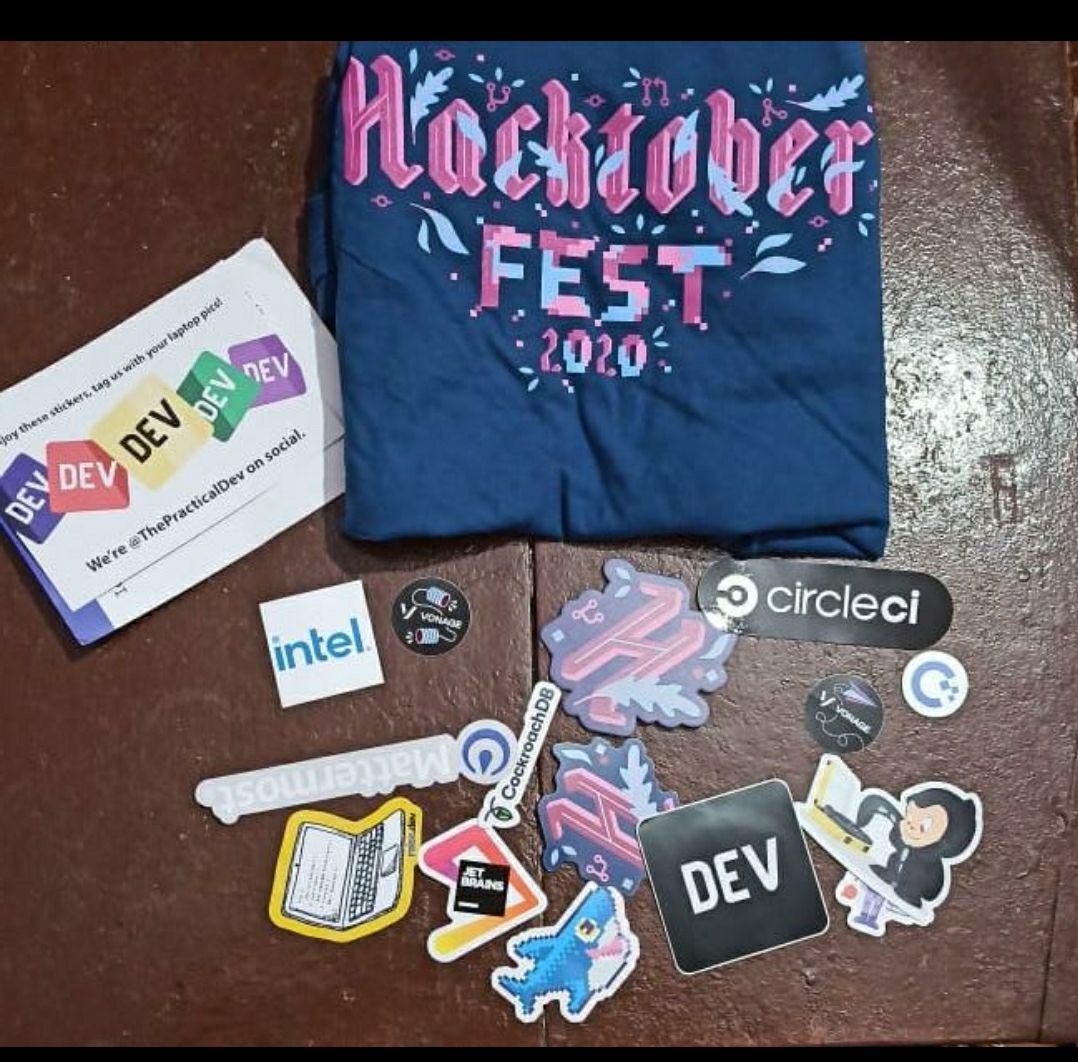 Hacktober
FEST
2020
joy these stickers, tag us with your laptop pics!
DEV
DEV
DEV
DEV
DEV
We're @ThePracticalDev on social.
intel.
VONAGE
circleci
VONAGE
CockroachDB
Mattermost
H
H
JET
BRAINS
DEV